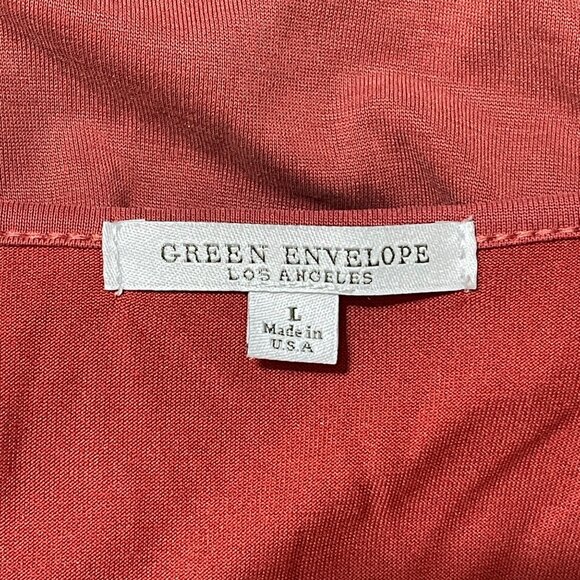 GREEN ENVELOPE
LOS ANGELES
L
Made in
U.S.A